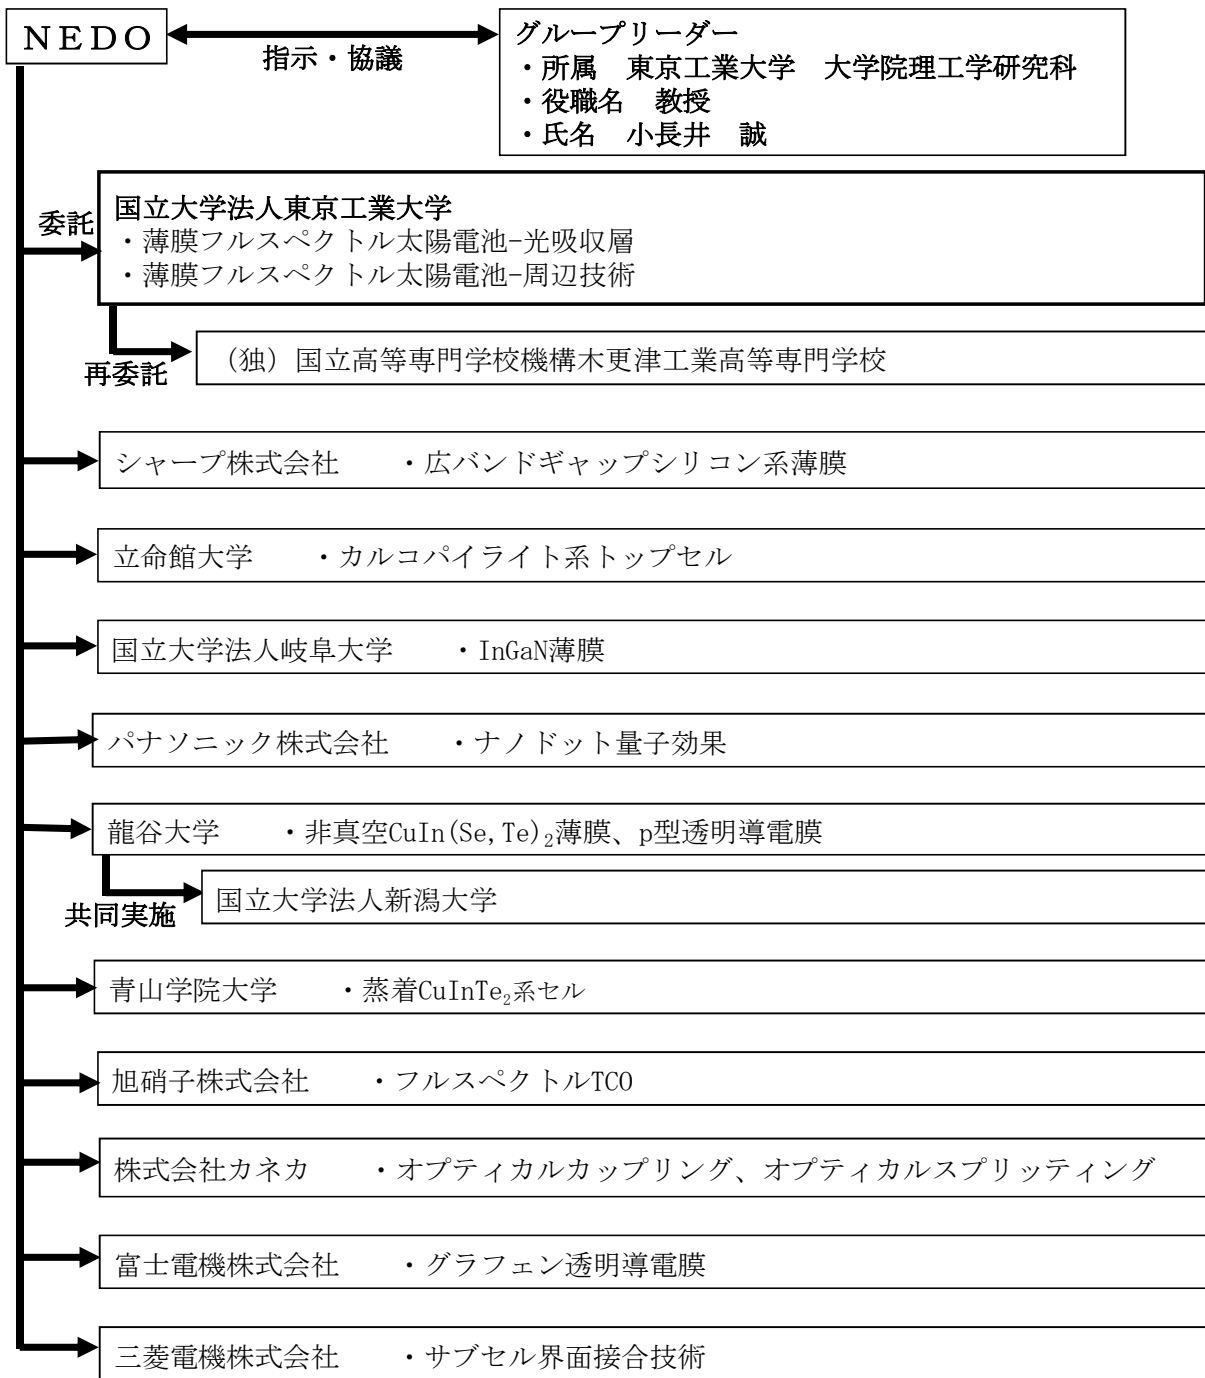 ＮＥＤＯ
指示・協議
グループリーダー
・所属　東京工業大学　大学院理工学研究科
・役職名　教授
・氏名　小長井　誠
委託
国立大学法人東京工業大学
・薄膜フルスペクトル太陽電池-光吸収層
・薄膜フルスペクトル太陽電池-周辺技術
再委託
（独）国立高等専門学校機構木更津工業高等専門学校
シャープ株式会社　　・広バンドギャップシリコン系薄膜
立命館大学　　・カルコパイライト系トップセル
国立大学法人岐阜大学　　・InGaN薄膜
パナソニック株式会社　　・ナノドット量子効果
龍谷大学　　・非真空CuIn(Se,Te)₂薄膜、p型透明導電膜
共同実施
国立大学法人新潟大学
青山学院大学　　・蒸着CuInTe₂系セル
旭硝子株式会社　　・フルスペクトルTCO
株式会社カネカ　　・オプティカルカップリング、オプティカルスプリッティング
富士電機株式会社　　・グラフェン透明導電膜
三菱電機株式会社　　・サブセル界面接合技術